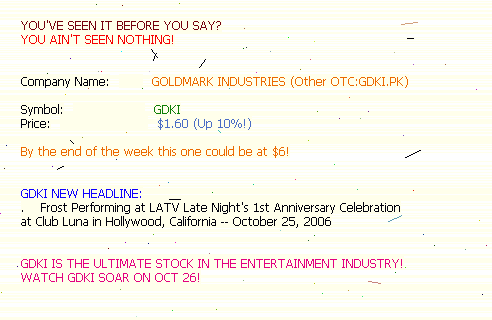 YOU'VE SEEN IT BEFORE YOU SAY?
YOU AIN'T SEEN NOTHING!
Company Name: GOLDMARK INDUSTRIES (Other OTC:GDKI.PK)
Symbol: GDKI
Price: $1.60 (Up 10%!)
By the end of the week this one could be at $6!
GDKI NEW HEADLINE:
. Frost Performing at LATV Late Night's 1st Anniversary Celebration
at Club Luna in Hollywood, California -- October 25, 2006
GDKI IS THE ULTIMATE STOCK IN THE ENTERTAINMENT INDUSTRY!
WATCH GDKI SOAR ON OCT 26!